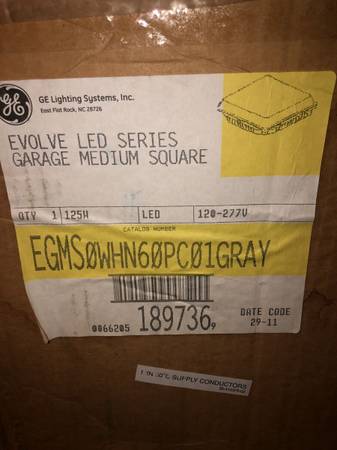 GE Lighting Systems, Inc.
East Flat Rock, NC 28726
EVOLVE LED SERIES
GARAGE MEDIUM SQUARE
QTY 1 125W LED 120-277V
CATALOG NUMBER
EGMS0WHN60PC01GRAY
0066205 189736 9
DATE CODE
29-11
SUPPLY CONDUCTORS